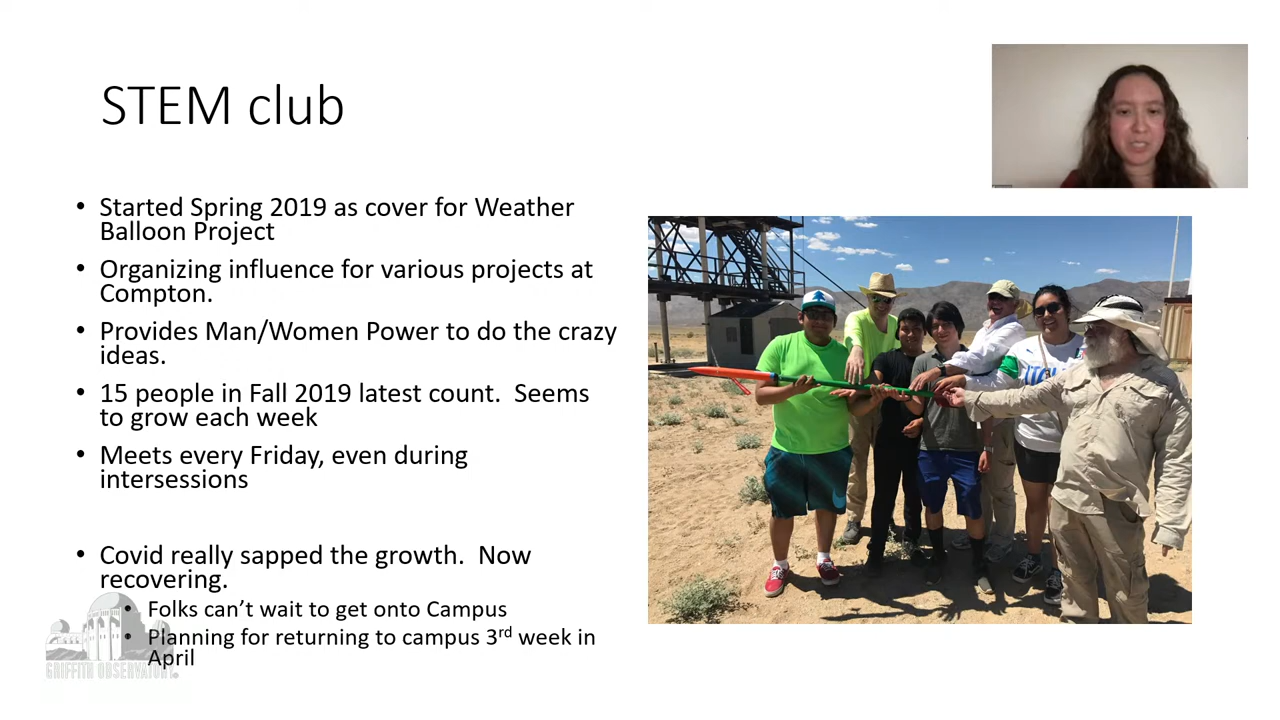 STEM club
• Started Spring 2019 as cover for Weather
Balloon Project
• Organizing influence for various projects at
Compton.
• Provides Man/Women Power to do the crazy
ideas.
• 15 people in Fall 2019 latest count.  Seems
to grow each week
• Meets every Friday, even during
intersessions
• Covid really sapped the growth.  Now
recovering.
• Folks can’t wait to get onto Campus
• Planning for returning to campus 3rd week in
April
GRIFFITH OBSERVATORY